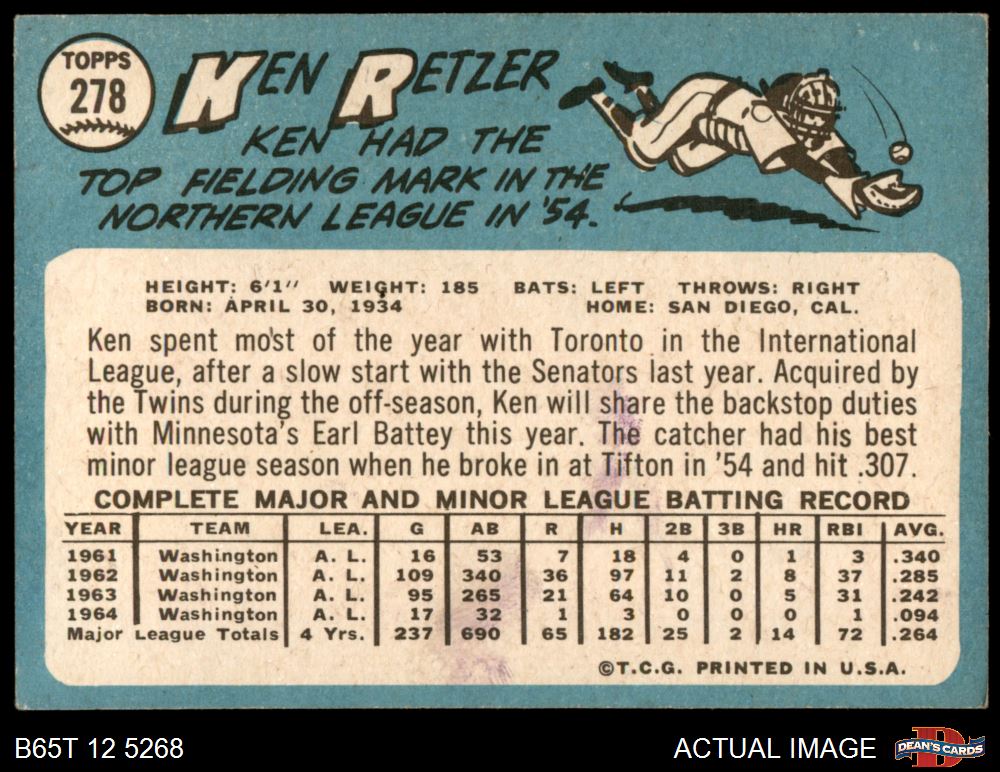 TOPPS
278
KEN RETZER
KEN HAD THE
TOP FIELDING MARK IN THE
NORTHERN LEAGUE IN '54.
HEIGHT: 6'1" WEIGHT: 185 BATS: LEFT THROWS: RIGHT
BORN: APRIL 30, 1934 HOME: SAN DIEGO, CAL.
Ken spent most of the year with Toronto in the International
League, after a slow start with the Senators last year. Acquired by
the Twins during the off-season, Ken will share the backstop duties
with Minnesota's Earl Battey this year. The catcher had his best
minor league season when he broke in at Tifton in '54 and hit .307.
COMPLETE MAJOR AND MINOR LEAGUE BATTING RECORD
YEAR TEAM LEA. G AB R H 2B 3B HR RBI AVG.
1961 Washington A. L. 16 53 7 18 4 0 1 3 .340
1962 Washington A. L. 109 340 36 97 11 2 8 37 .285
1963 Washington A. L. 95 265 21 64 10 0 5 31 .242
1964 Washington A. L. 17 32 1 3 0 0 0 1 .094
Major League Totals 4 Yrs. 237 690 65 182 25 2 14 72 .264
©T.C.G. PRINTED IN U.S.A.
B65T 12 5268 ACTUAL IMAGE DEAN'S CARDS